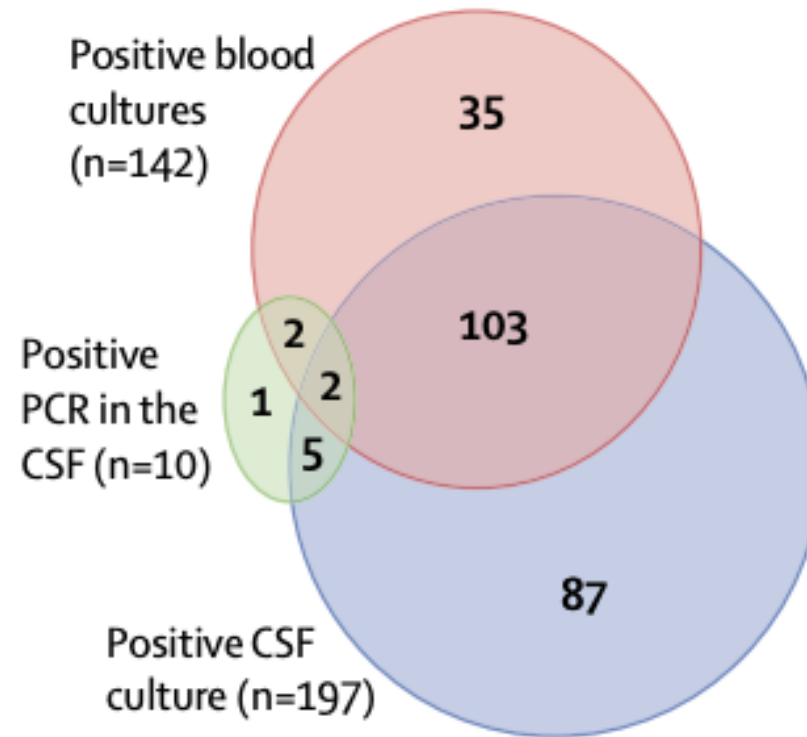 Positive blood
cultures
(n=142)
35
103
2
Positive
PCR in the
CSF (n=10)
1
2
5
87
Positive CSF
culture (n=197)